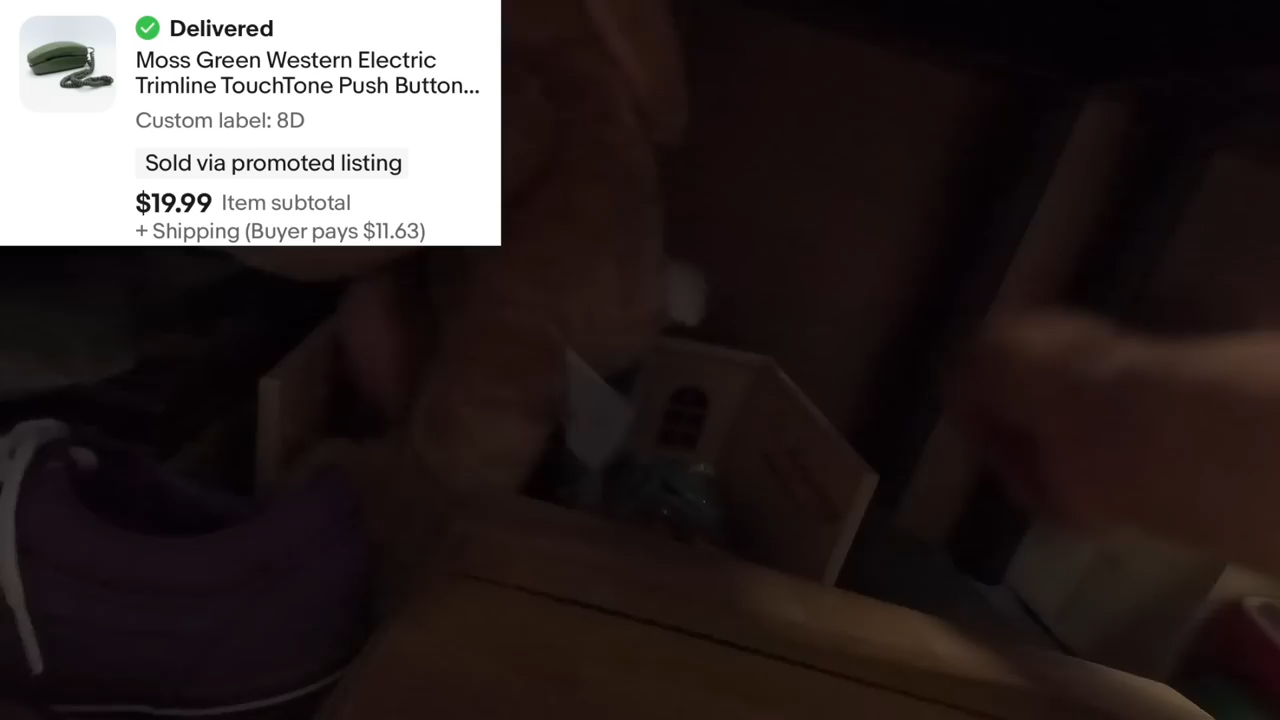 Delivered
Moss Green Western Electric
Trimline TouchTone Push Button...
Custom label: 8D
Sold via promoted listing
$19.99 Item subtotal
+ Shipping (Buyer pays $11.63)